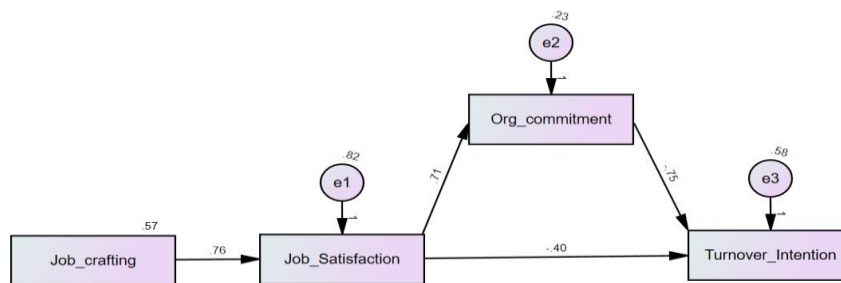 .23
e2
1
Org_commitment
.82
e1
1
71
-.75
.58
e3
1
.57
Job_crafting
.76
Job_Satisfaction
-.40
Turnover_Intention